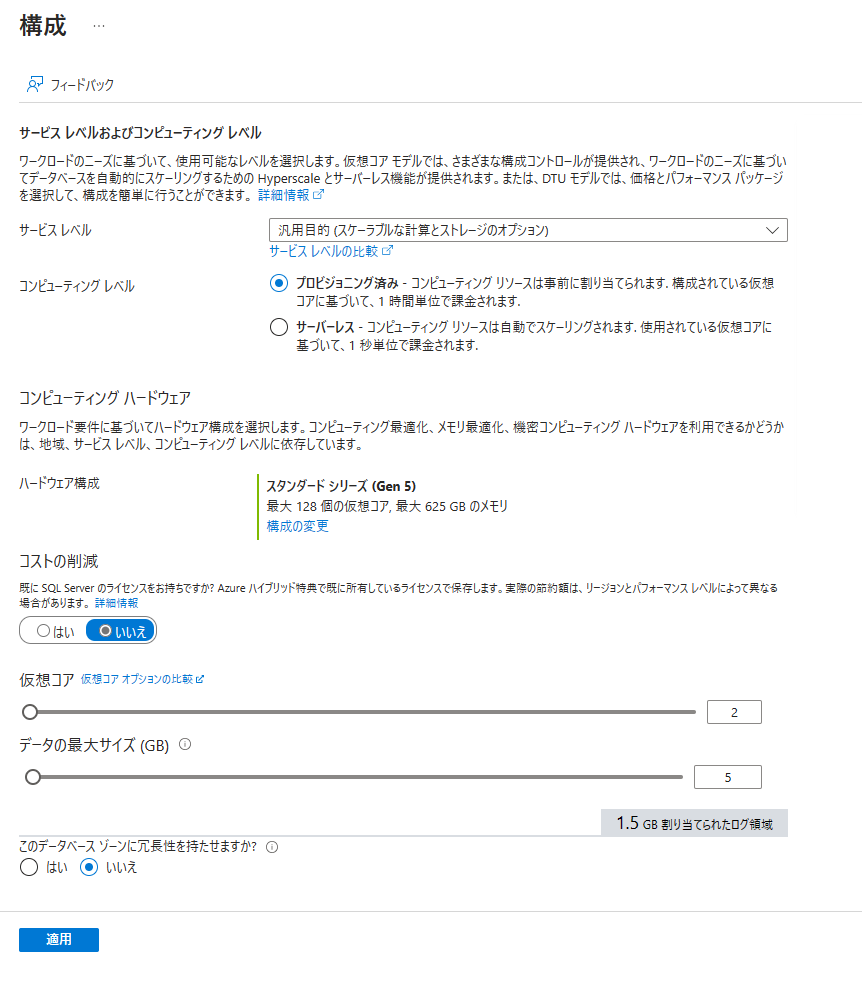 構成 …
フィードバック
サービス レベルおよびコンピューティング レベル
ワークロードのニーズに基づいて、使用可能なレベルを選択します。仮想コア モデルでは、さまざまな構成コントロールが提供され、ワークロードのニーズに基づい
てデータベースを自動的にスケーリングするための Hyperscale とサーバーレス機能が提供されます。または、DTU モデルでは、価格とパフォーマンス パッケージ
を選択して、構成を簡単に行うことができます。 詳細情報
サービス レベル
汎用目的 (スケーラブルな計算とストレージのオプション)
サービス レベルの比較
コンピューティング レベル
プロビジョニング済み - コンピューティング リソースは事前に割り当てられます. 構成されている仮想
コアに基づいて、1 時間単位で課金されます.
サーバーレス - コンピューティング リソースは自動でスケーリングされます. 使用されている仮想コアに
基づいて、1 秒単位で課金されます.
コンピューティング ハードウェア
ワークロード要件に基づいてハードウェア構成を選択します。コンピューティング最適化、メモリ最適化、機密コンピューティング ハードウェアを利用できるかどうか
は、地域、サービス レベル、コンピューティング レベルに依存しています。
ハードウェア構成
スタンダード シリーズ (Gen 5)
最大 128 個の仮想コア, 最大 625 GB のメモリ
構成の変更
コストの削減
既に SQL Server のライセンスをお持ちですか? Azure ハイブリッド特典で既に所有しているライセンスで保存します。実際の節約額は、リージョンとパフォーマンス レベルによって異なる
場合があります。 詳細情報
はい いいえ
仮想コア 仮想コア オプションの比較
2
データの最大サイズ (GB)
5
1.5 GB 割り当てられたログ領域
このデータベース ゾーンに冗長性を持たせますか?
はい いいえ
適用